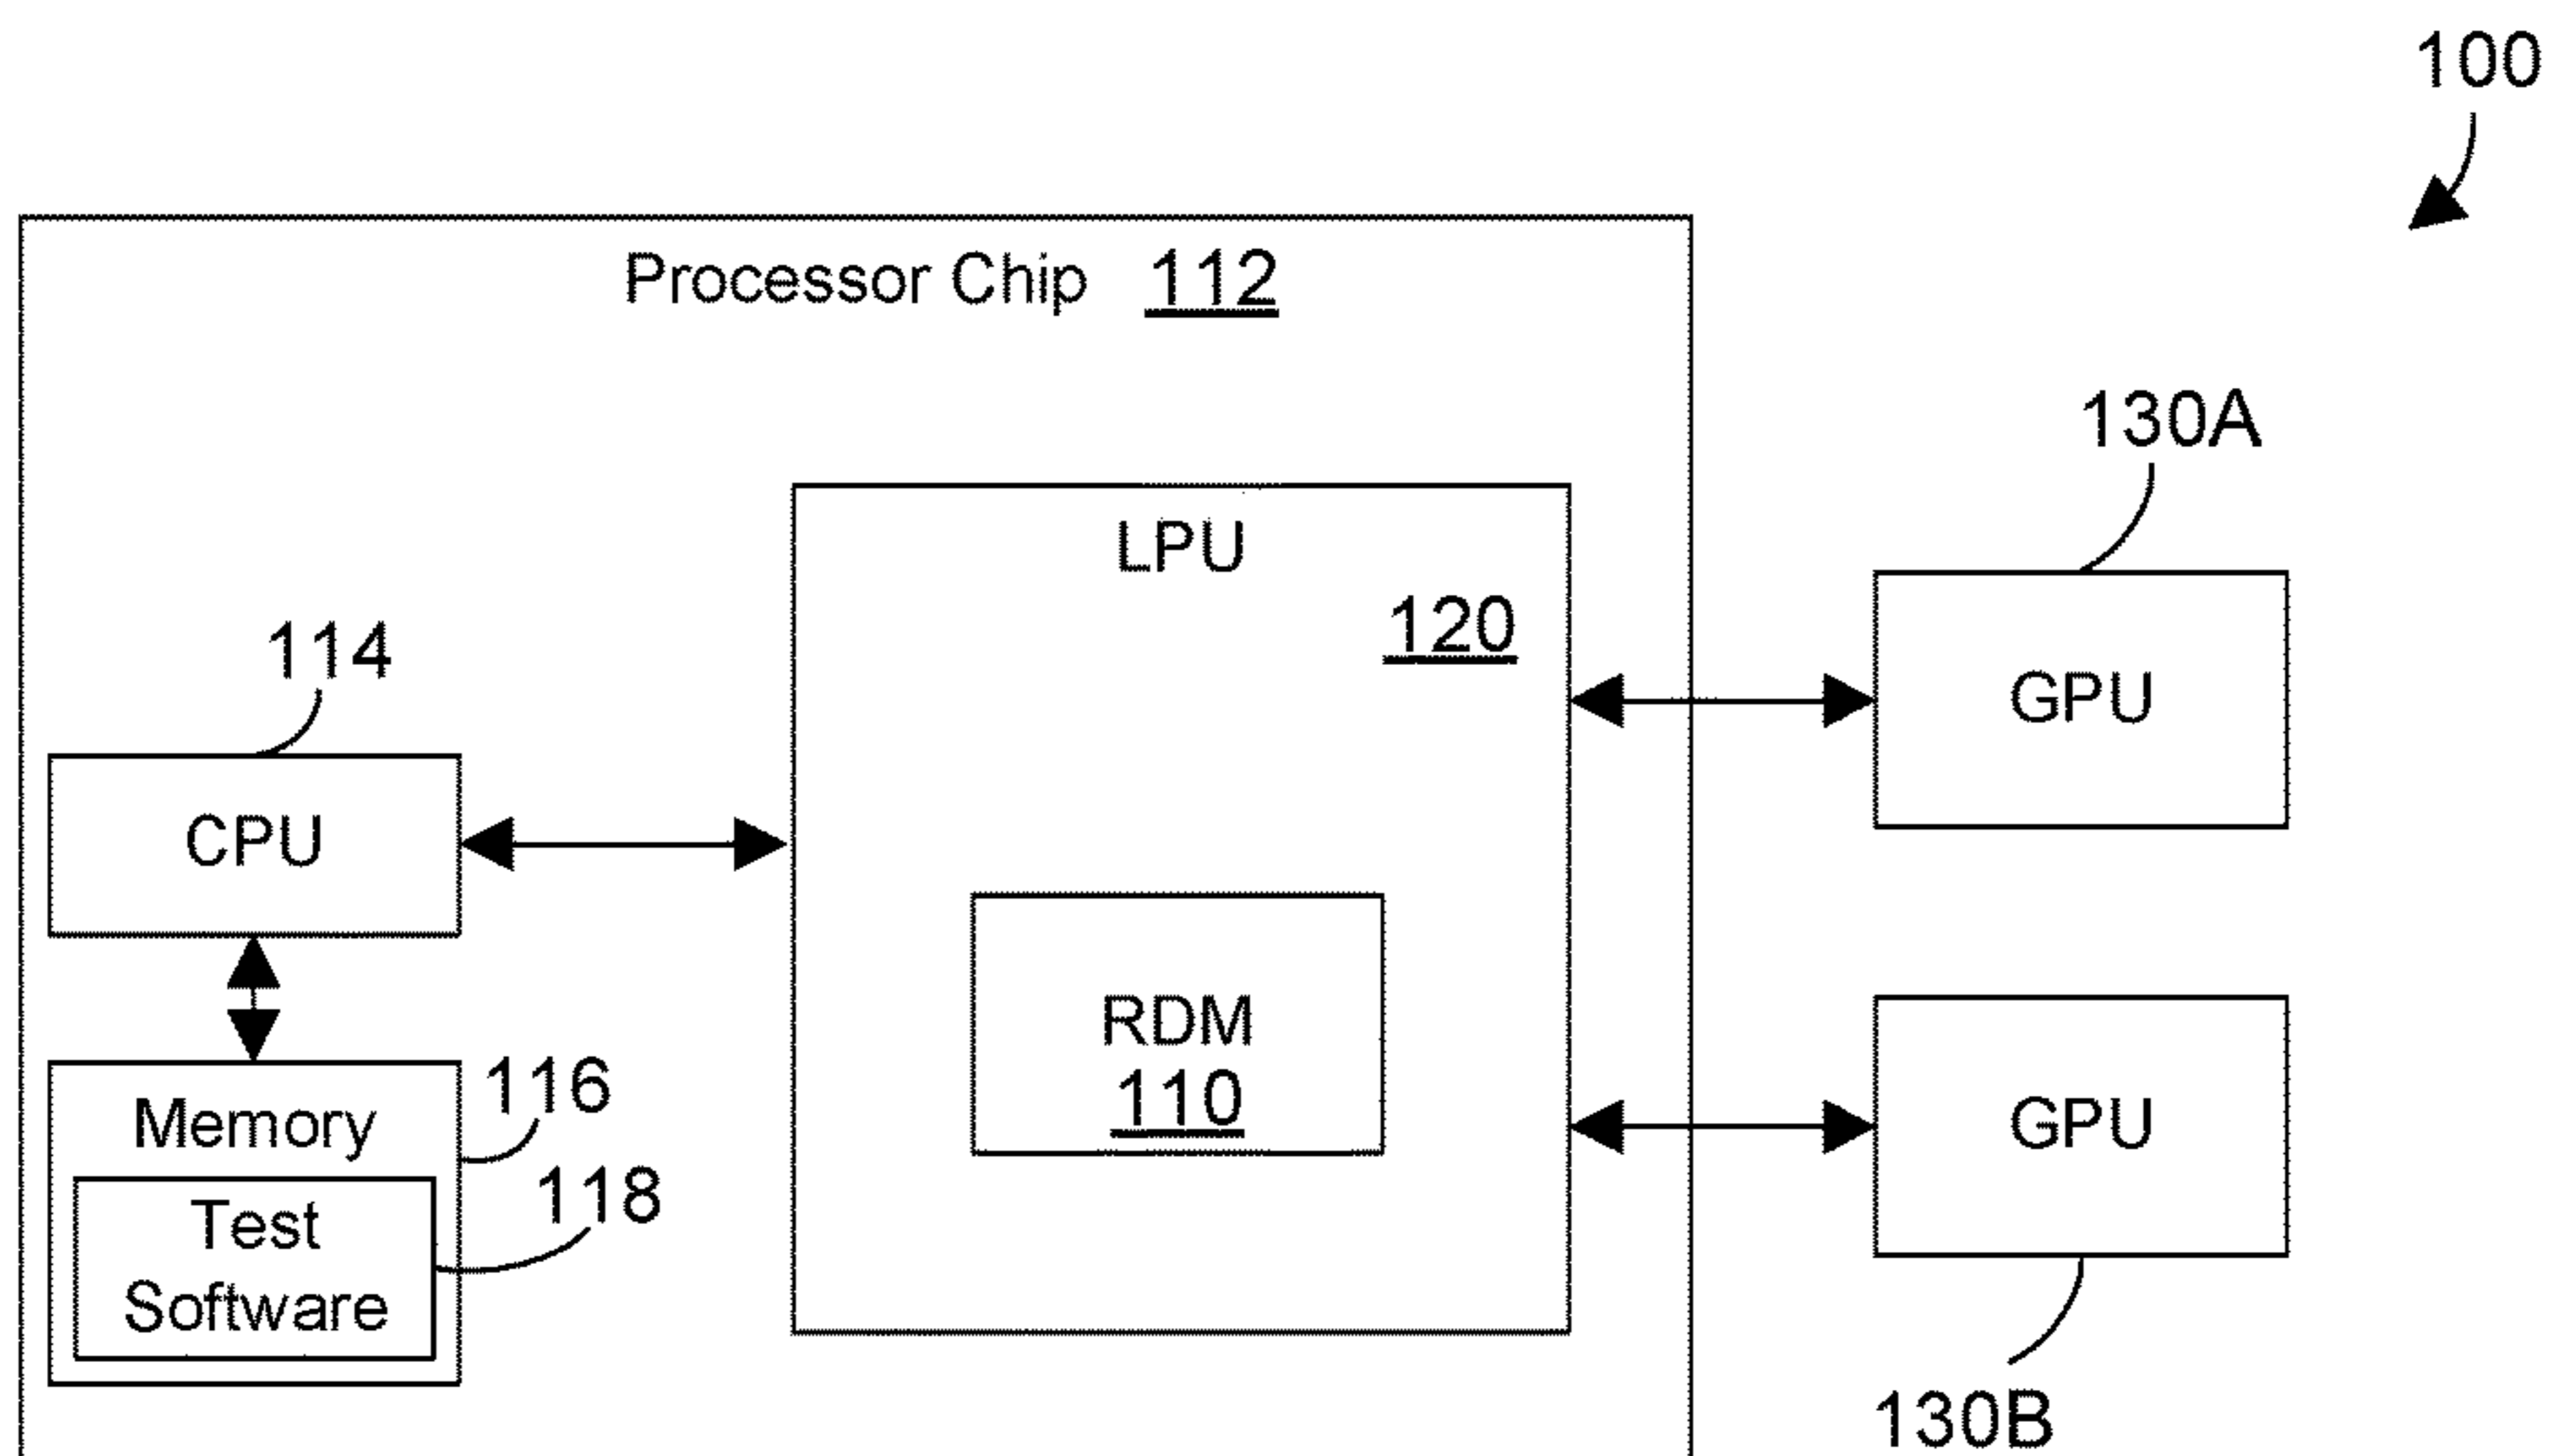 100
Processor Chip 112
130A
LPU
120
114
GPU
CPU
RDM
110
116
Memory
GPU
118
Test
Software
130B